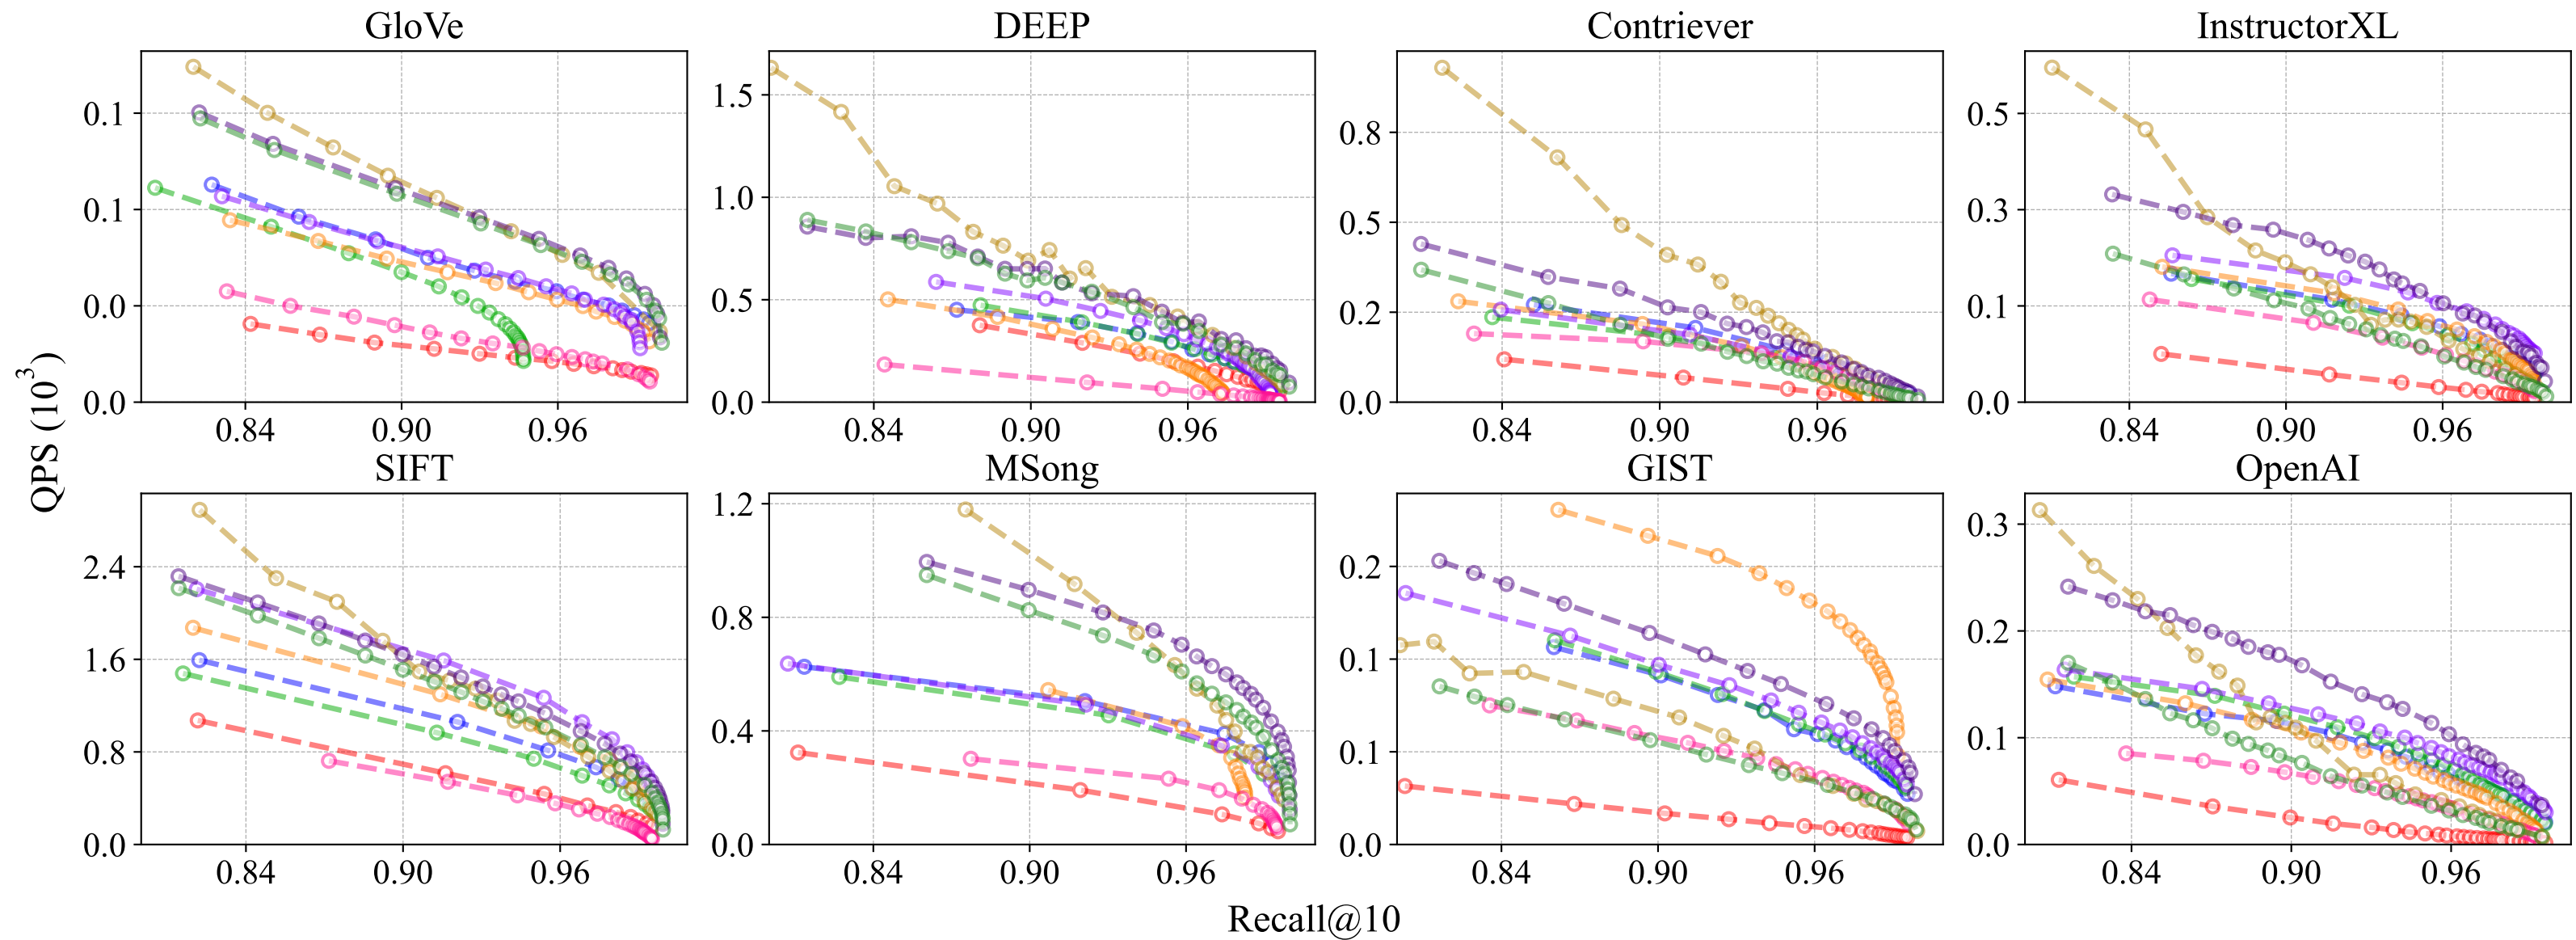 GloVe DEEP Contriever InstructorXL
0.1 0.1 0.0 0.0
1.5 1.0 0.5 0.0
0.8 0.5 0.2 0.0
0.5 0.3 0.1 0.0
0.84 0.90 0.96 0.84 0.90 0.96 0.84 0.90 0.96 0.84 0.90 0.96
QPS (10³)
SIFT MSong GIST OpenAI
2.4 1.6 0.8 0.0
1.2 0.8 0.4 0.0
0.2 0.1 0.1 0.0
0.3 0.2 0.1 0.0
0.84 0.90 0.96 0.84 0.90 0.96 0.84 0.90 0.96 0.84 0.90 0.96
Recall@10